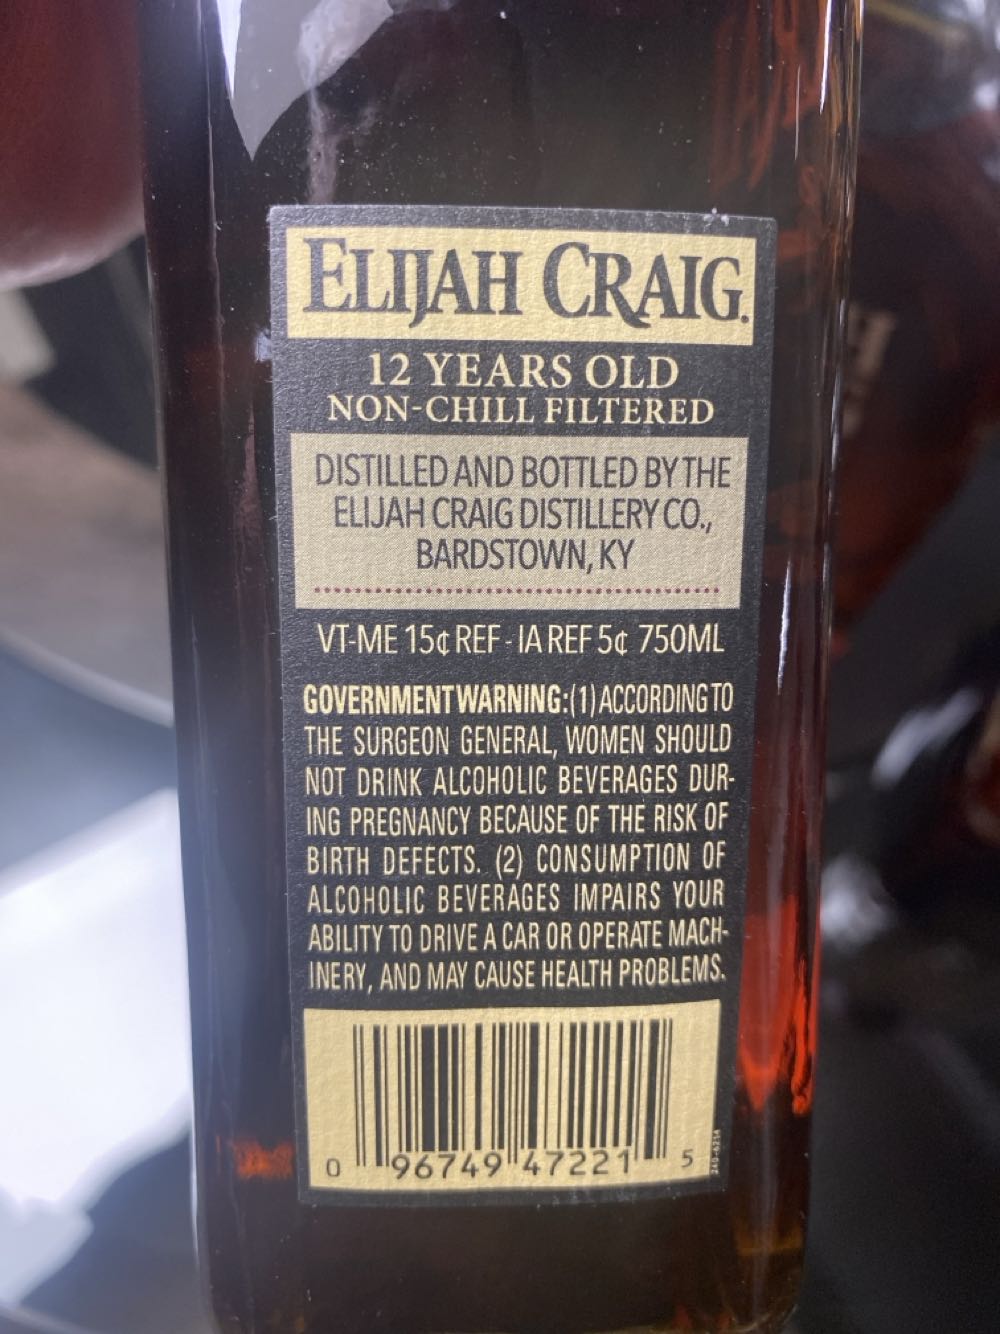 ELIJAH CRAIG.
12 YEARS OLD
NON-CHILL FILTERED
DISTILLED AND BOTTLED BY THE
ELIJAH CRAIG DISTILLERY CO.,
BARDSTOWN, KY
VT-ME 15¢ REF - IA REF 5¢ 750ML
GOVERNMENT WARNING: (1) ACCORDING TO
THE SURGEON GENERAL, WOMEN SHOULD
NOT DRINK ALCOHOLIC BEVERAGES DUR-
ING PREGNANCY BECAUSE OF THE RISK OF
BIRTH DEFECTS. (2) CONSUMPTION OF
ALCOHOLIC BEVERAGES IMPAIRS YOUR
ABILITY TO DRIVE A CAR OR OPERATE MACH-
INERY, AND MAY CAUSE HEALTH PROBLEMS.
0 96749 47221 5